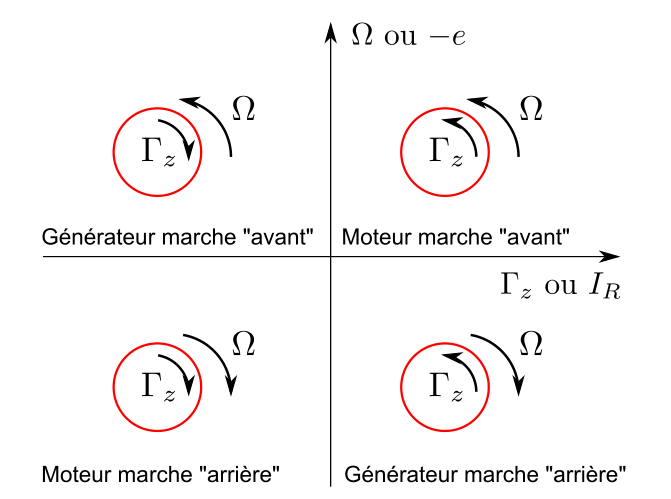 Ω ou −e
Ω
Γz
Ω
Γz
Générateur marche "avant"
Moteur marche "avant"
Γz ou IR
Ω
Γz
Ω
Γz
Moteur marche "arrière"
Générateur marche "arrière"